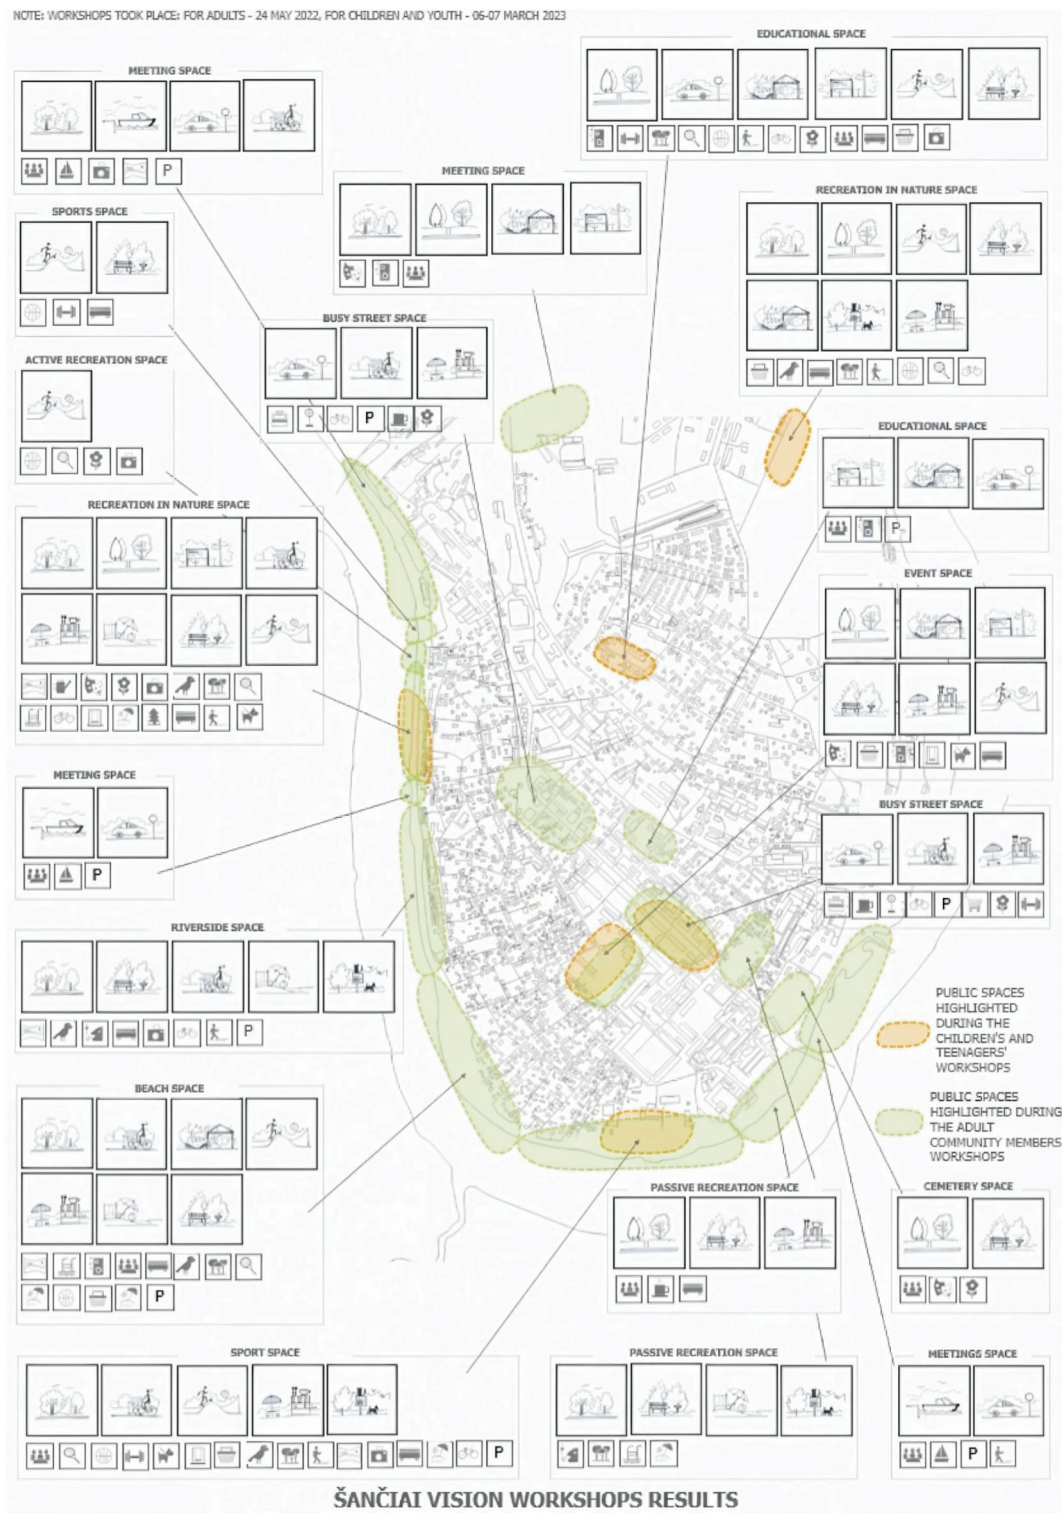 NOTE: WORKSHOPS TOOK PLACE: FOR ADULTS - 24 MAY 2022, FOR CHILDREN AND YOUTH - 06-07 MARCH 2023
EDUCATIONAL SPACE
MEETING SPACE
P
MEETING SPACE
RECREATION IN NATURE SPACE
SPORTS SPACE
BUSY STREET SPACE
P
ACTIVE RECREATION SPACE
EDUCATIONAL SPACE
P
RECREATION IN NATURE SPACE
EVENT SPACE
MEETING SPACE
P
BUSY STREET SPACE
P
RIVERSIDE SPACE
P
PUBLIC SPACES
HIGHLIGHTED
DURING THE
CHILDREN'S AND
TEENAGERS'
WORKSHOPS
PUBLIC SPACES
HIGHLIGHTED DURING
THE ADULT
COMMUNITY MEMBERS
WORKSHOPS
BEACH SPACE
P
PASSIVE RECREATION SPACE
CEMETERY SPACE
SPORT SPACE
P
PASSIVE RECREATION SPACE
MEETINGS SPACE
P
ŠANČIAI VISION WORKSHOPS RESULTS